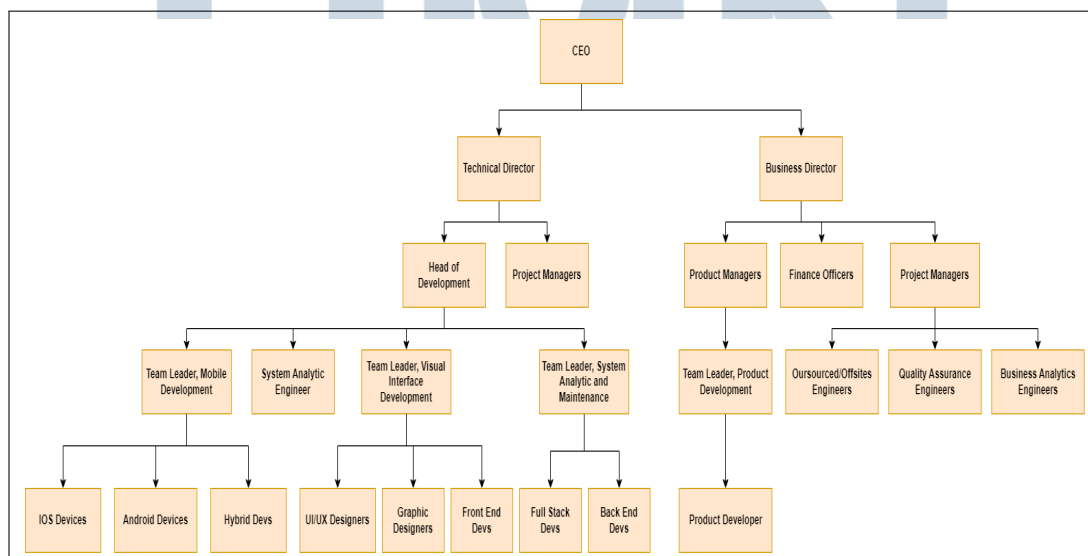 CEO
Technical Director
Business Director
Head of
Development
Project Managers
Product Managers
Finance Officers
Project Managers
Team Leader, Mobile
Development
System Analytic
Engineer
Team Leader, Visual
Interface
Development
Team Leader, System
Analytic and
Maintenance
Team Leader, Product
Development
Oursourced/Offsites
Engineers
Quality Assurance
Engineers
Business Analytics
Engineers
IOS Devices
Android Devices
Hybrid Devs
UI/UX Designers
Graphic
Designers
Front End
Devs
Full Stack
Devs
Back End
Devs
Product Developer